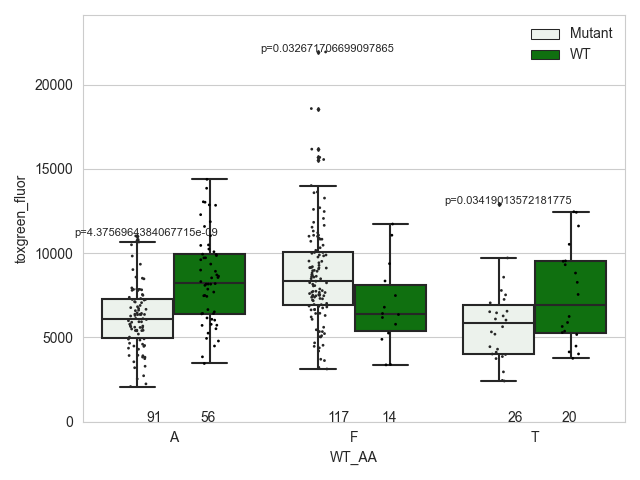 Mutant
WT
p=0.032671706699097865
20000
15000
p=0.03419013572181775
p=4.3756964384067715e-09
10000
5000
0
toxgreen_fluor
91 56 117 14 26 20
A F T
WT_AA